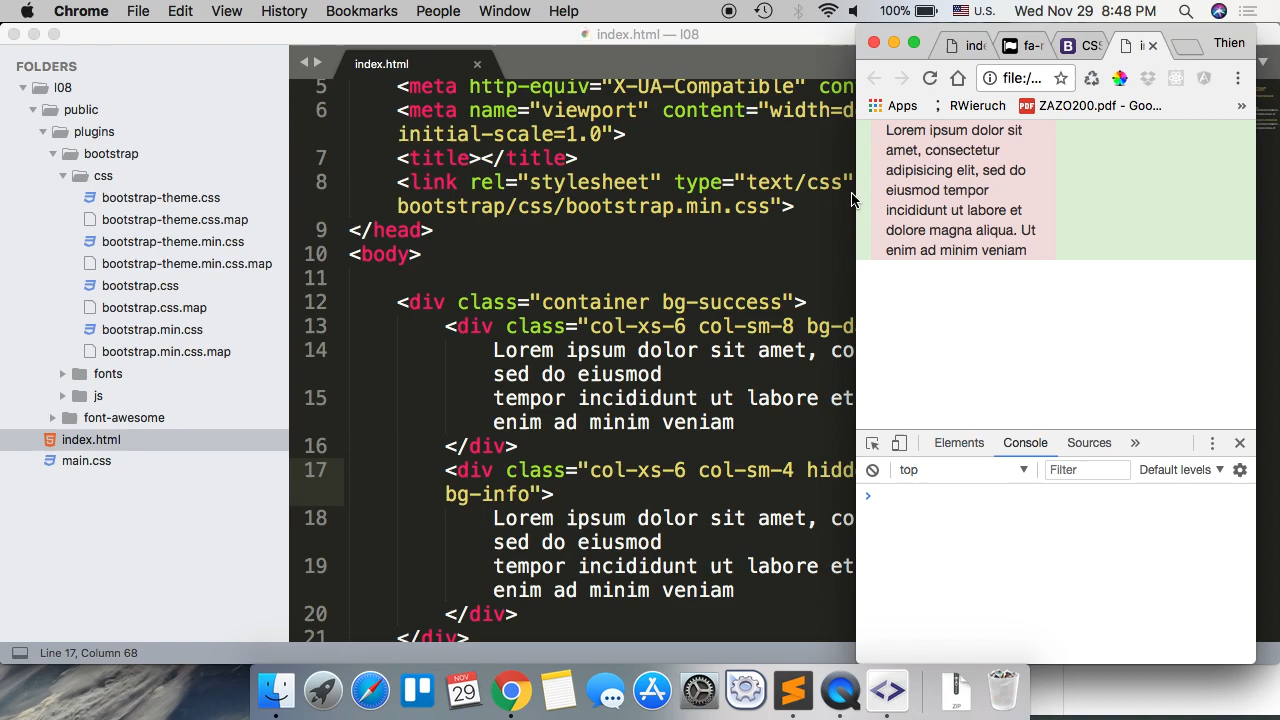 Chrome File Edit View History Bookmarks People Window Help 100% U.S. Wed Nov 29 8:48 PM
index.html — l08
FOLDERS
l08
public
plugins
bootstrap
css
bootstrap-theme.css
bootstrap-theme.css.map
bootstrap-theme.min.css
bootstrap-theme.min.css.map
bootstrap.css
bootstrap.css.map
bootstrap.min.css
bootstrap.min.css.map
fonts
js
font-awesome
index.html
main.css
Line 17, Column 68
index.html
5 <meta http-equiv="X-UA-Compatible" con
6 <meta name="viewport" content="width=d
initial-scale=1.0">
7 <title></title>
8 <link rel="stylesheet" type="text/css"
bootstrap/css/bootstrap.min.css">
9 </head>
10 <body>
11
12 <div class="container bg-success">
13 <div class="col-xs-6 col-sm-8 bg-da
14 Lorem ipsum dolor sit amet, co
sed do eiusmod
15 tempor incididunt ut labore et
enim ad minim veniam
16 </div>
17 <div class="col-xs-6 col-sm-4 hidd
bg-info">
18 Lorem ipsum dolor sit amet, co
sed do eiusmod
19 tempor incididunt ut labore et
enim ad minim veniam
20 </div>
21 </div>
inde fa-r CSS Thien
file:/...
Apps RWieruch ZAZO200.pdf - Goo... »
Lorem ipsum dolor sit
amet, consectetur
adipisicing elit, sed do
eiusmod tempor
incididunt ut labore et
dolore magna aliqua. Ut
enim ad minim veniam
Elements Console Sources »
top Filter Default levels
>
NOV
29
ZIP